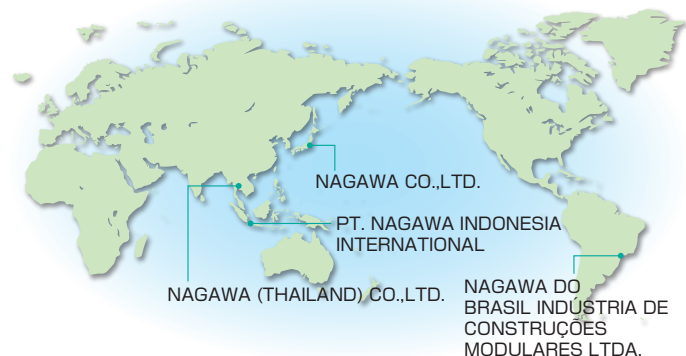 NAGAWA CO.,LTD.
PT. NAGAWA INDONESIA
INTERNATIONAL
NAGAWA (THAILAND) CO.,LTD.
NAGAWA DO
BRASIL INDÚSTRIA DE
CONSTRUÇÕES
MODULARES LTDA.